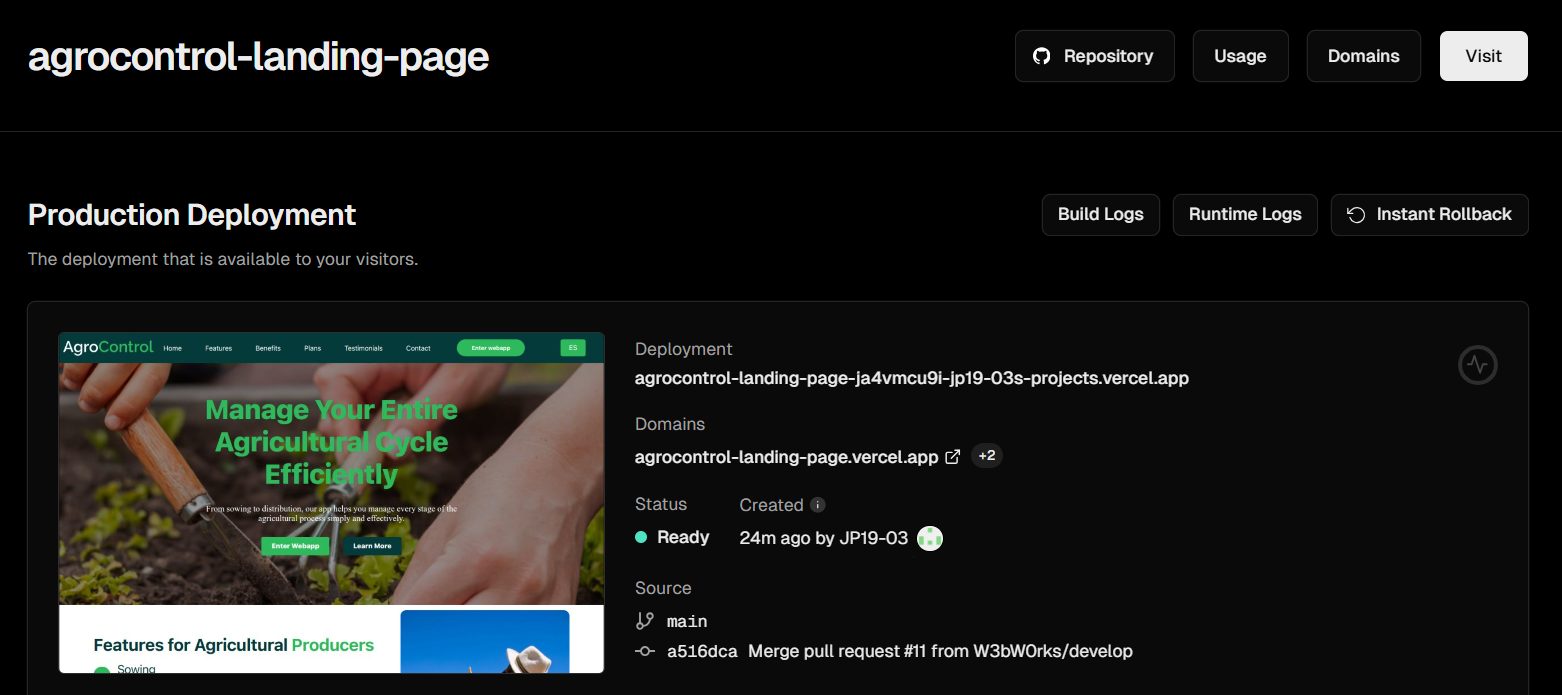 agrocontrol-landing-page
Repository
Usage
Domains
Visit
Production Deployment
The deployment that is available to your visitors.
Build Logs
Runtime Logs
Instant Rollback
AgroControl
Home
Features
Benefits
Plans
Testimonials
Contact
Enter webapp
ES
Manage Your Entire
Agricultural Cycle
Efficiently
From sowing to distribution, our app helps you manage every stage of the
agricultural process simply and effectively.
Enter Webapp
Learn More
Features for Agricultural Producers
Sowing
Deployment
agrocontrol-landing-page-ja4vmcu9i-jp19-03s-projects.vercel.app
Domains
agrocontrol-landing-page.vercel.app
+2
Status
Created
Ready
24m ago by JP19-03
Source
main
a516dca Merge pull request #11 from W3bW0rks/develop